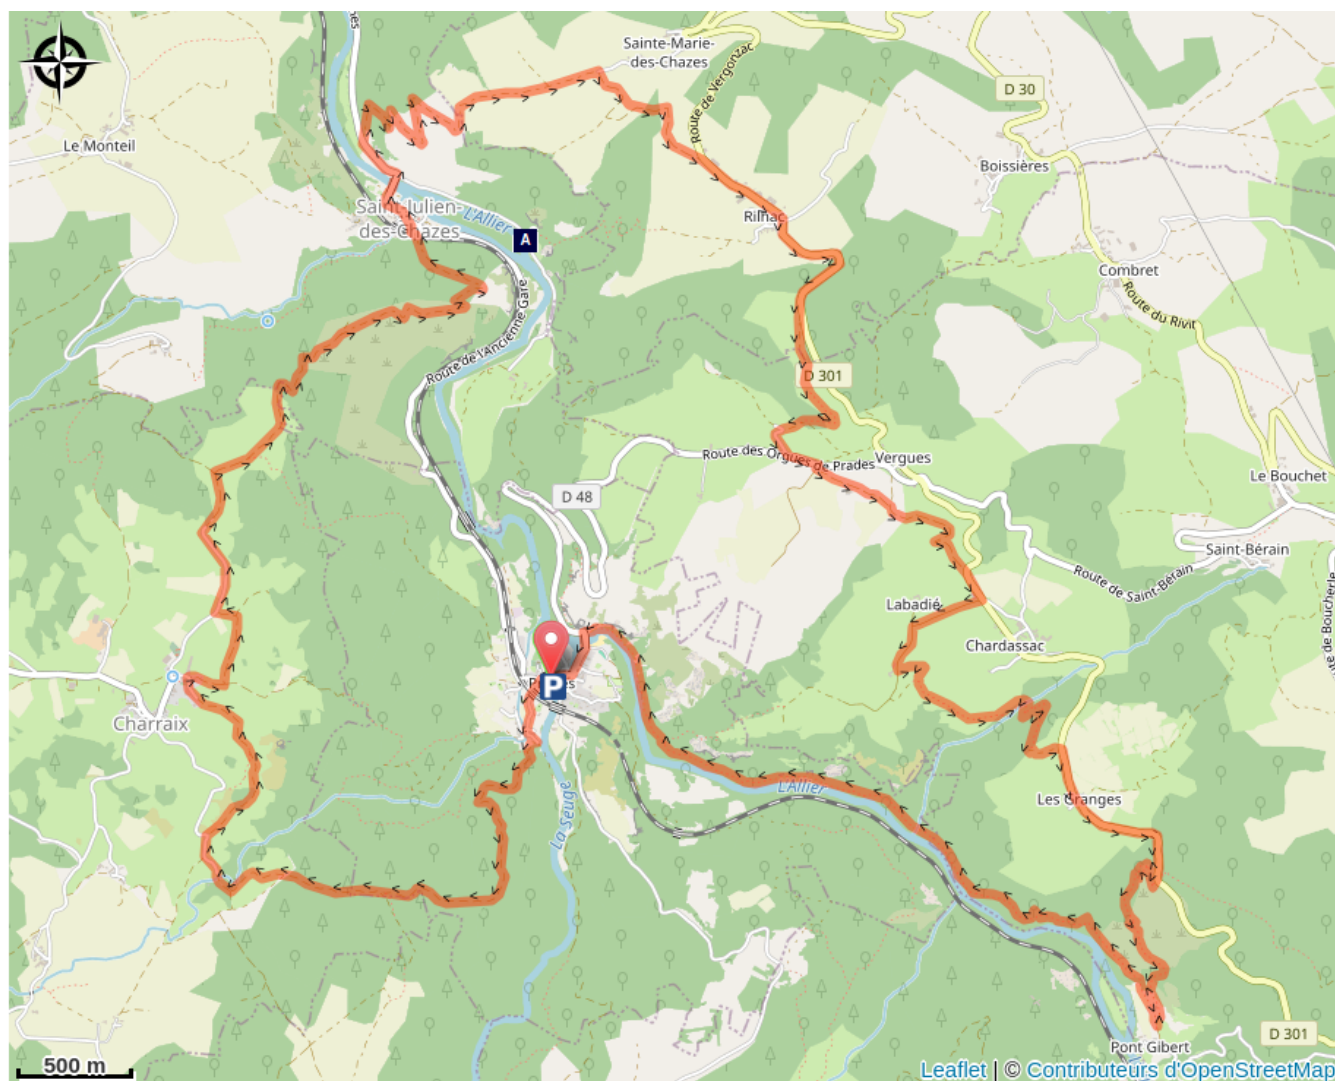 Sainte-Marie-
des-Chazes
Route de Vergonzac
D 30
Le Monteil
Boissières
Saint-Julien-
des-Chazes
L'Allier
A
Rilhac
Combret
Route du Rivit
Route de l'Ancienne Gare
D 301
Route des Orgues de Prades
Vergues
Le Bouchet
D 48
Saint-Bérain
Route de Saint-Bérain
Labadie
Chardassac
P
Charraix
L'Allier
Les Granges
La Seuge
D 301
Pont Gibert
500 m
Leaflet | © Contributeurs d'OpenStreetMap